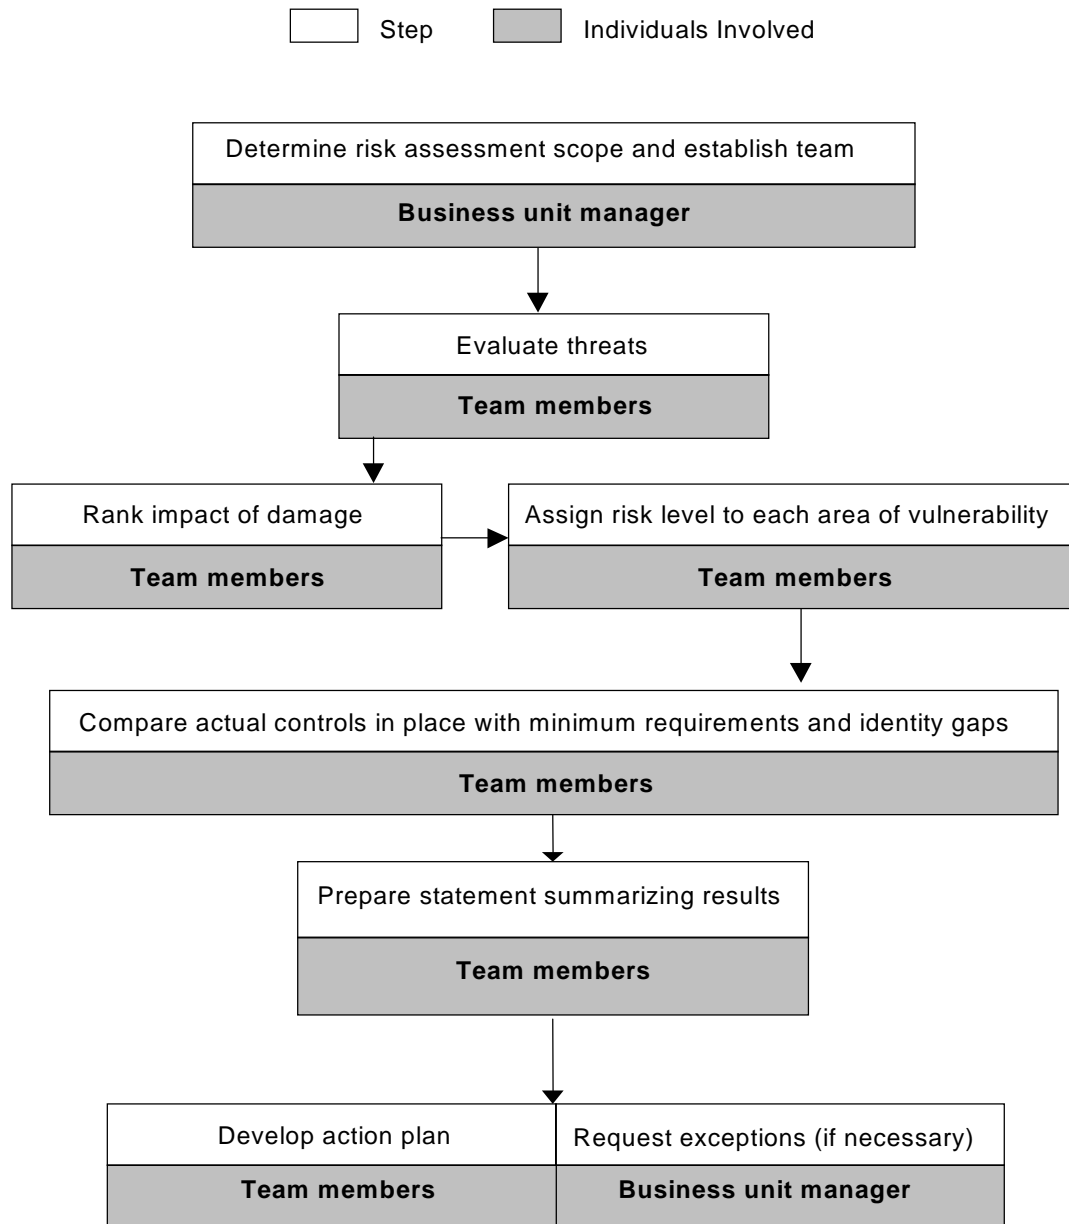 Step
Individuals Involved
Determine risk assessment scope and establish team
Business unit manager
Evaluate threats
Team members
Rank impact of damage
Team members
Assign risk level to each area of vulnerability
Team members
Compare actual controls in place with minimum requirements and identity gaps
Team members
Prepare statement summarizing results
Team members
Develop action plan
Team members
Request exceptions (if necessary)
Business unit manager